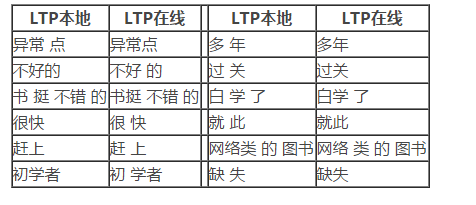 LTP本地 LTP在线 LTP本地 LTP在线
异常 点 异常点 多 年 多年
不好的 不好 的 过 关 过关
书 挺 不错 的 书挺 不错 的 白 学 了 白学 了
很快 很 快 就 此 就此
赶上 赶 上 网络类 的 图书 网络 类 的 图书
初学者 初 学者 缺 失 缺失